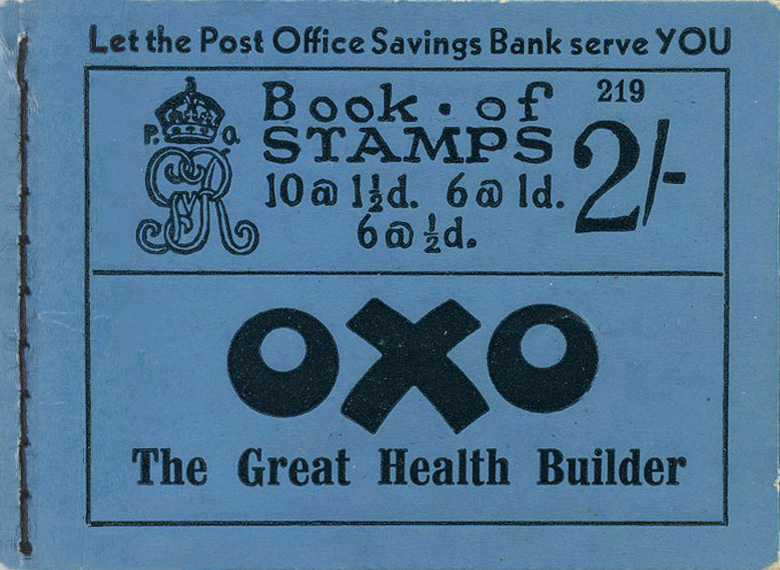 Let the Post Office Savings Bank serve YOU
P. O.
GR
Book · of
STAMPS
219
2/-
10 @ 1½d. 6 @ 1d.
6 @ ½d.
OXO
The Great Health Builder